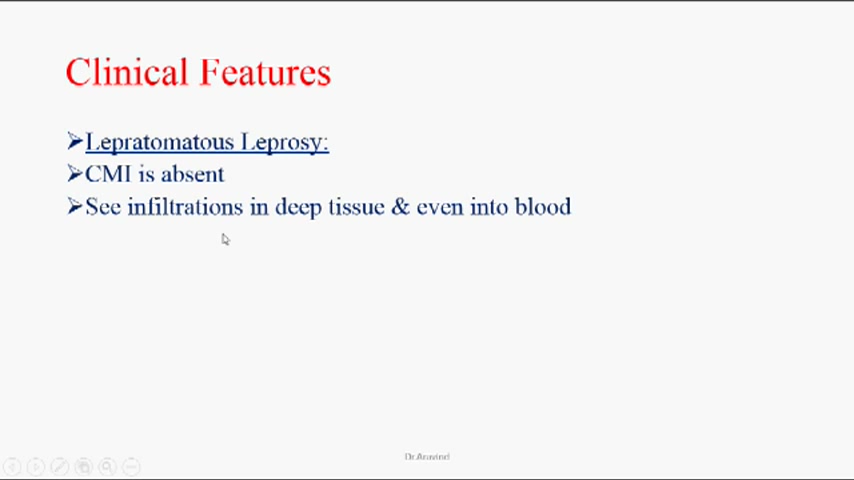 Clinical Features
➢Lepratomatous Leprosy:
➢CMI is absent
➢See infiltrations in deep tissue & even into blood
Dr.Aravind